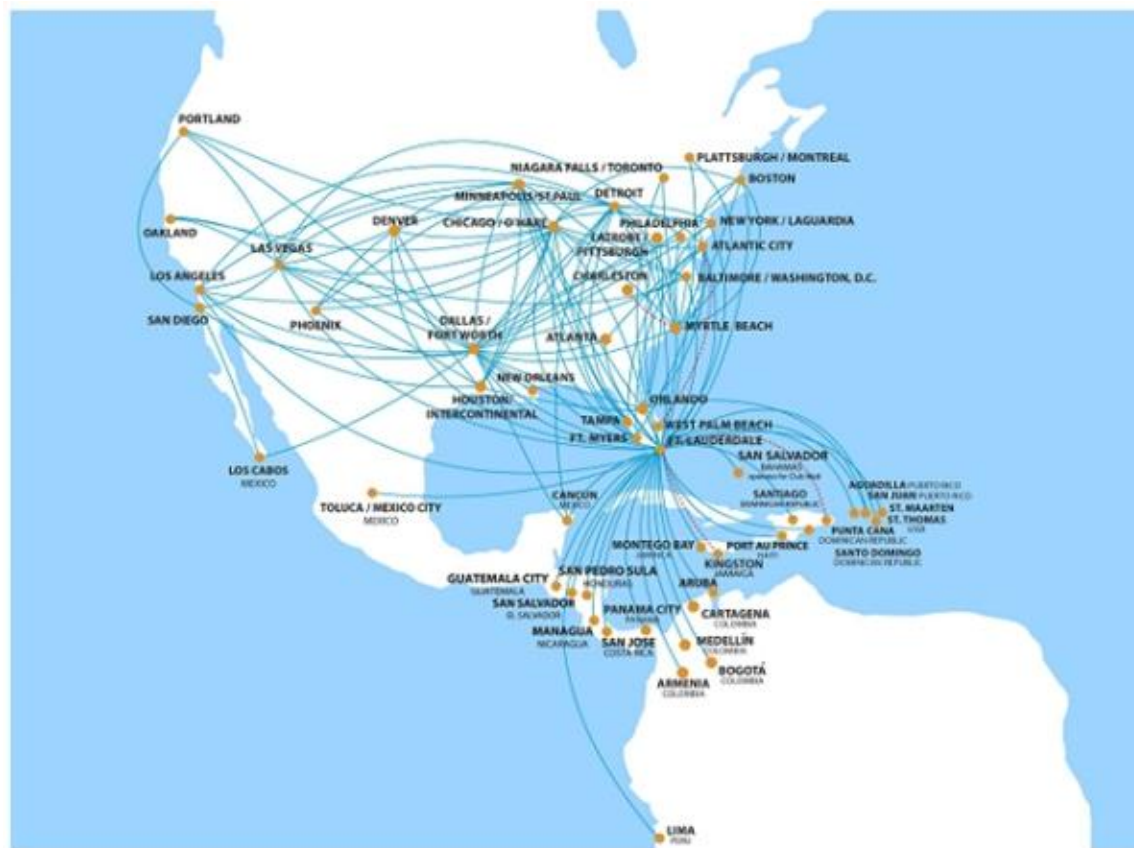 PORTLAND
PLATTSBURGH / MONTREAL
NIAGARA FALLS / TORONTO
BOSTON
MINNEAPOLIS/ST.PAUL
DETROIT
OAKLAND
DENVER
CHICAGO / O'HARE
PHILADELPHIA
NEW YORK / LAGUARDIA
LATROBE /
PITTSBURGH
ATLANTIC CITY
LAS VEGAS
LOS ANGELES
CHARLESTON
BALTIMORE / WASHINGTON, D.C.
SAN DIEGO
PHOENIX
DALLAS /
FORT WORTH
ATLANTA
MYRTLE BEACH
NEW ORLEANS
HOUSTON/
INTERCONTINENTAL
ORLANDO
TAMPA
WEST PALM BEACH
FT. MYERS
FT. LAUDERDALE
LOS CABOS
MEXICO
SAN SALVADOR
BAHAMAS
TOLUCA / MEXICO CITY
MEXICO
CANCÚN
MEXICO
SANTIAGO
DOMINICAN REPUBLIC
AGUADILLA PUERTO RICO
SAN JUAN PUERTO RICO
ST. MAARTEN
ST. THOMAS
USVI
PUNTA CANA
DOMINICAN REPUBLIC
MONTEGO BAY
JAMAICA
PORT AU PRINCE
HAITI
SANTO DOMINGO
DOMINICAN REPUBLIC
KINGSTON
JAMAICA
GUATEMALA CITY
GUATEMALA
SAN PEDRO SULA
HONDURAS
ARUBA
SAN SALVADOR
EL SALVADOR
PANAMA CITY
PANAMA
CARTAGENA
COLOMBIA
MANAGUA
NICARAGUA
SAN JOSE
COSTA RICA
MEDELLÍN
COLOMBIA
BOGOTÁ
COLOMBIA
ARMENIA
COLOMBIA
LIMA
PERU